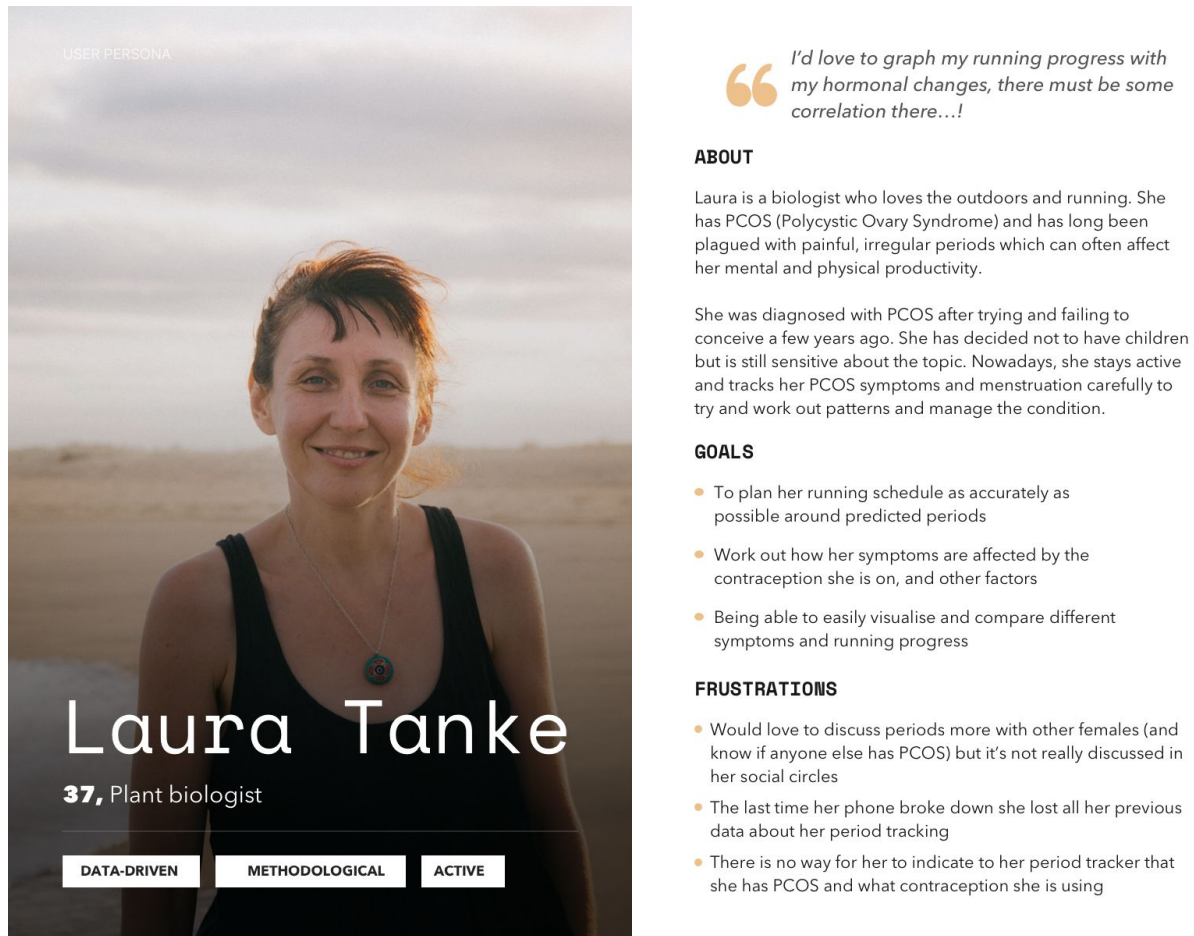 USER PERSONA
Laura Tanke
37, Plant biologist
DATA-DRIVEN
METHODOLOGICAL
ACTIVE
“
I’d love to graph my running progress with
my hormonal changes, there must be some
correlation there…!
ABOUT
Laura is a biologist who loves the outdoors and running. She
has PCOS (Polycystic Ovary Syndrome) and has long been
plagued with painful, irregular periods which can often affect
her mental and physical productivity.
She was diagnosed with PCOS after trying and failing to
conceive a few years ago. She has decided not to have children
but is still sensitive about the topic. Nowadays, she stays active
and tracks her PCOS symptoms and menstruation carefully to
try and work out patterns and manage the condition.
GOALS
To plan her running schedule as accurately as
possible around predicted periods
Work out how her symptoms are affected by the
contraception she is on, and other factors
Being able to easily visualise and compare different
symptoms and running progress
FRUSTRATIONS
Would love to discuss periods more with other females (and
know if anyone else has PCOS) but it’s not really discussed in
her social circles
The last time her phone broke down she lost all her previous
data about her period tracking
There is no way for her to indicate to her period tracker that
she has PCOS and what contraception she is using